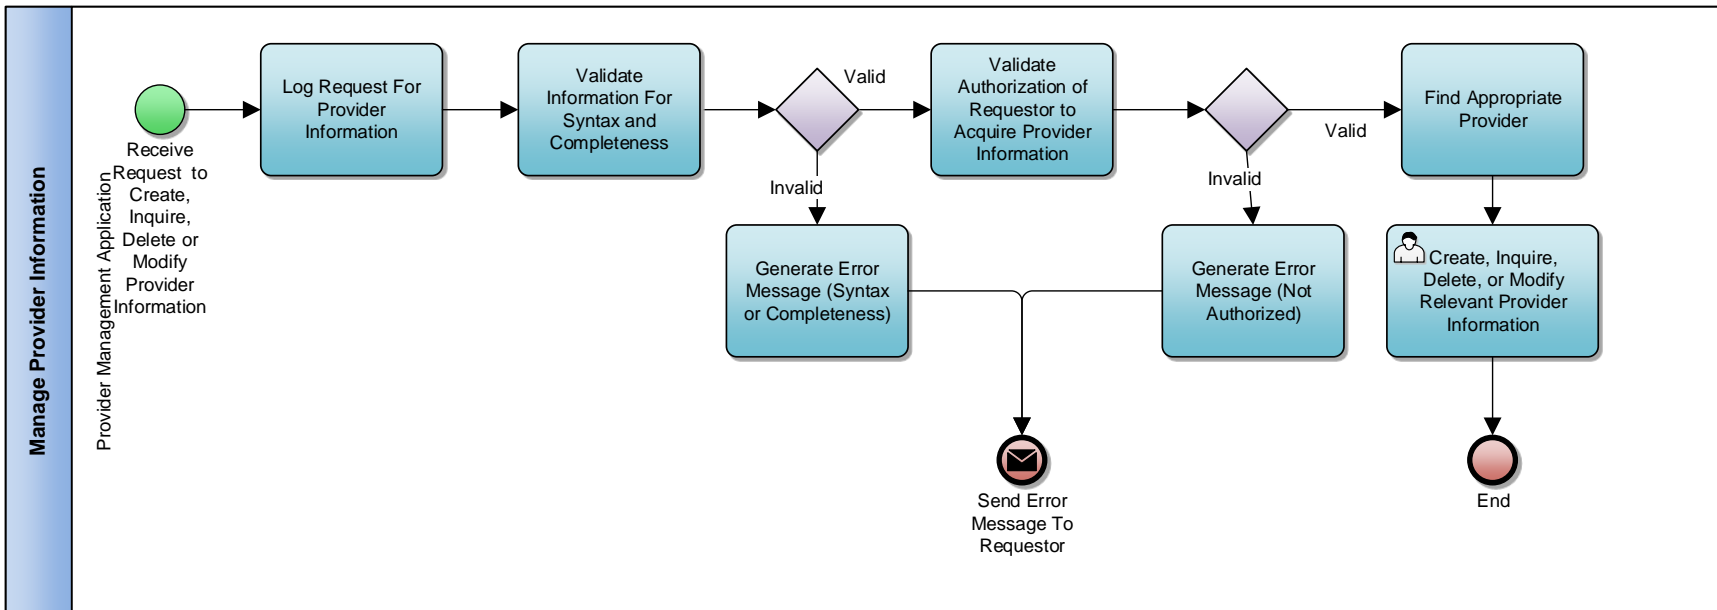 Manage Provider Information
Provider Management Application
Receive
Request to
Create,
Inquire,
Delete or
Modify
Provider
Information
Log Request For
Provider
Information
Validate
Information For
Syntax and
Completeness
Valid
Invalid
Validate
Authorization of
Requestor to
Acquire Provider
Information
Valid
Invalid
Find Appropriate
Provider
Generate Error
Message (Syntax
or Completeness)
Generate Error
Message (Not
Authorized)
Create, Inquire,
Delete, or Modify
Relevant Provider
Information
Send Error
Message To
Requestor
End